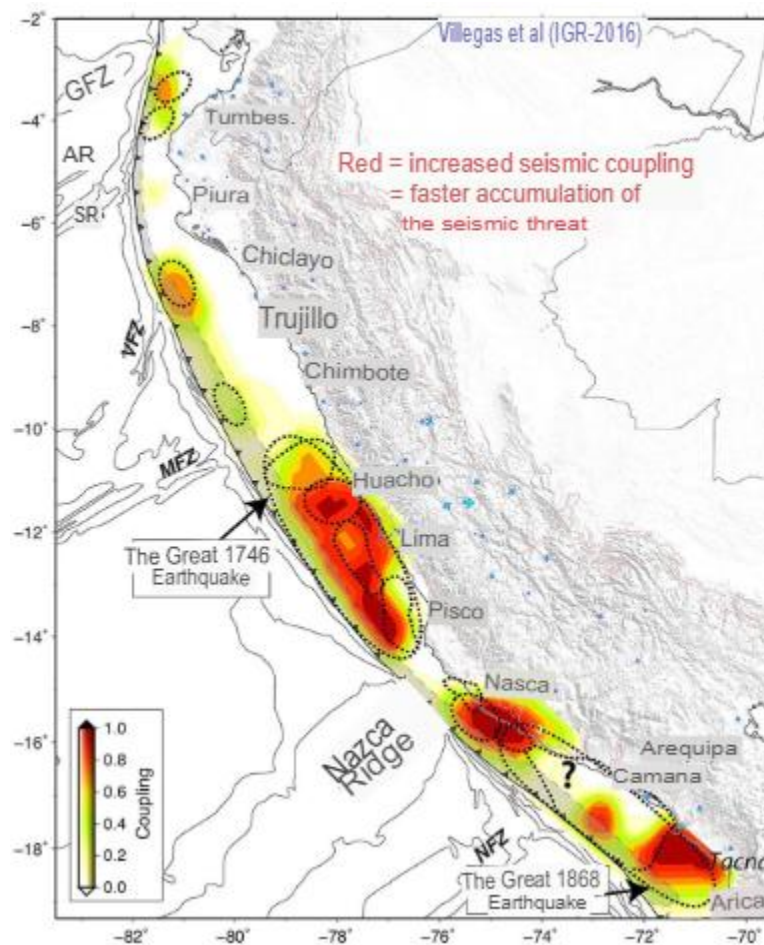 Villegas et al (IGR-2016)
Red = increased seismic coupling
= faster accumulation of
the seismic threat
GFZ
AR
SR
VFZ
MFZ
NFZ
Tumbes.
Piura
Chiclayo
Trujillo
Chimbote
Huacho
Lima
Pisco
Nasca
Arequipa
Camana
Tacna
Arica
The Great 1746
Earthquake
Nazca
Ridge
?
The Great 1868
Earthquake
Coupling
1.0
0.8
0.6
0.4
0.2
0.0
−2°
−4°
−6°
−8°
−10°
−12°
−14°
−16°
−18°
−82°
−80°
−78°
−76°
−74°
−72°
−70°